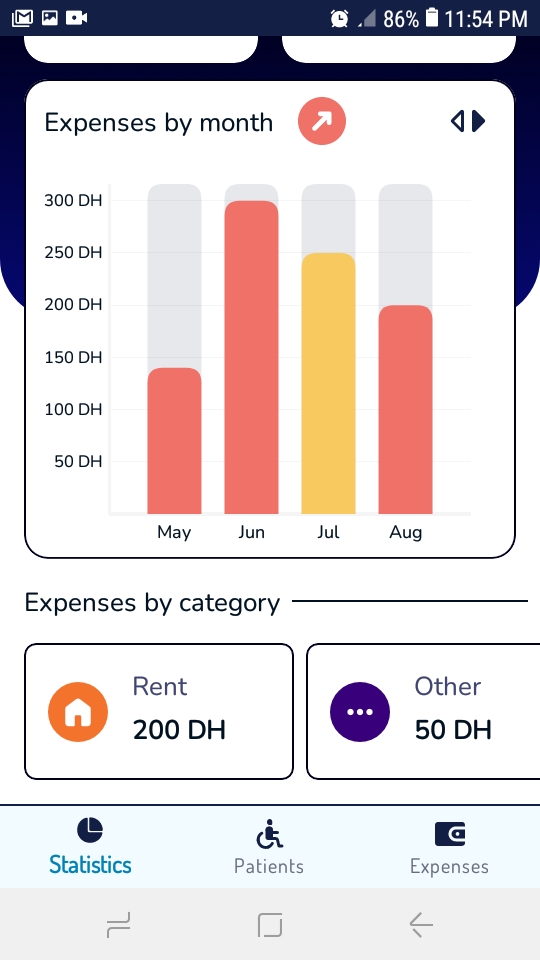 86% 11:54 PM
Expenses by month
300 DH
250 DH
200 DH
150 DH
100 DH
50 DH
May Jun Jul Aug
Expenses by category
Rent
200 DH
Other
50 DH
Statistics Patients Expenses